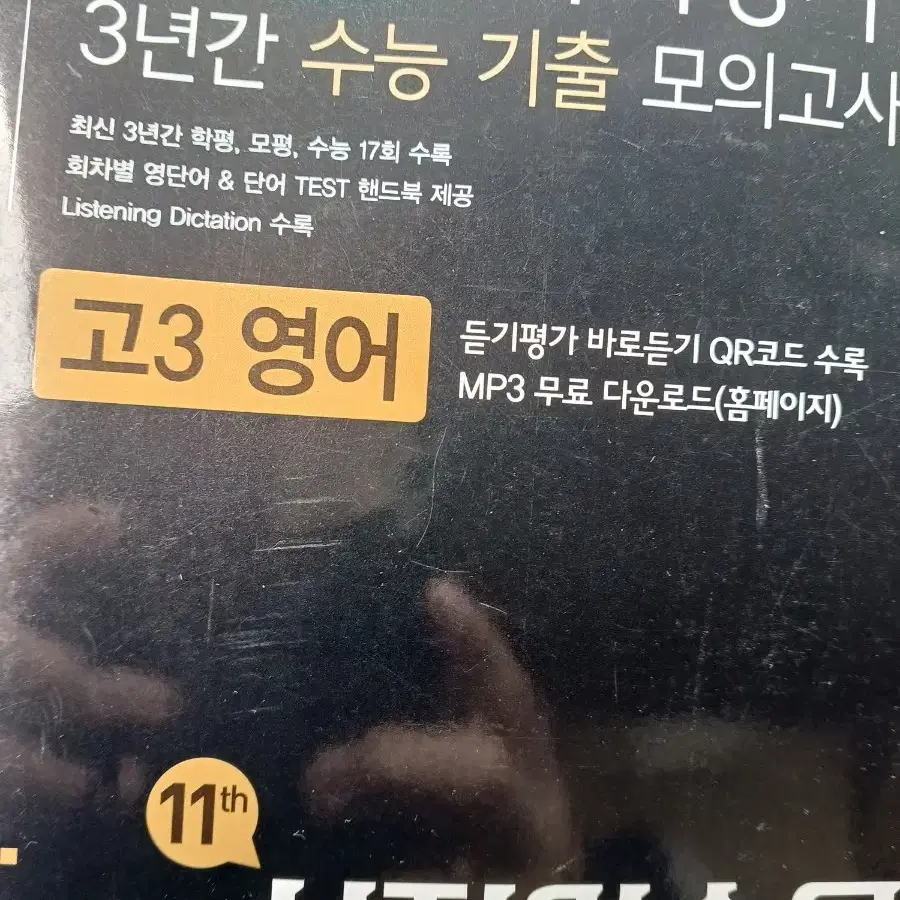 3년간 수능 기출 모의고사
최신 3년간 학평, 모평, 수능 17회 수록
회차별 영단어 & 단어 TEST 핸드북 제공
Listening Dictation 수록
고3 영어
듣기평가 바로듣기 QR코드 수록
MP3 무료 다운로드(홈페이지)
11th